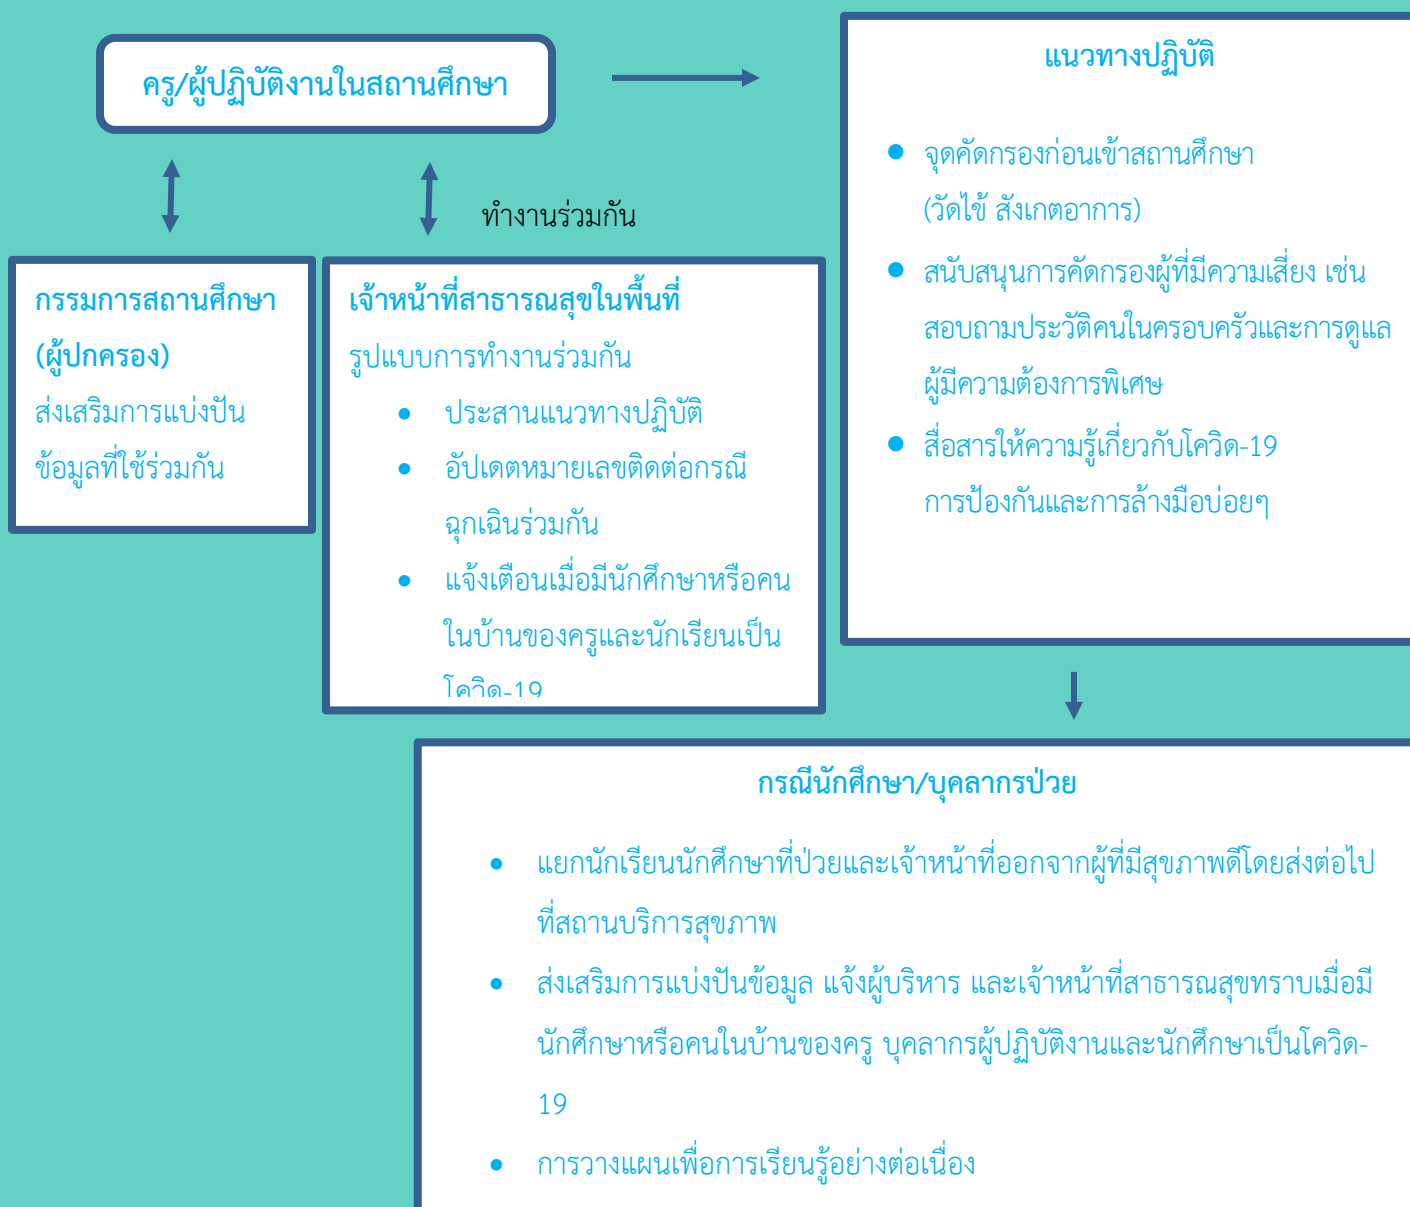 ครู/ผู้ปฏิบัติงานในสถานศึกษา
ทำงานร่วมกัน
กรรมการสถานศึกษา
(ผู้ปกครอง)
ส่งเสริมการแบ่งปัน
ข้อมูลที่ใช้ร่วมกัน
เจ้าหน้าที่สาธารณสุขในพื้นที่
รูปแบบการทำงานร่วมกัน
● ประสานแนวทางปฏิบัติ
● อัปเดตหมายเลขติดต่อกรณี
ฉุกเฉินร่วมกัน
● แจ้งเตือนเมื่อมีนักศึกษาหรือคน
ในบ้านของครูและนักเรียนเป็น
โควิด-19
แนวทางปฏิบัติ
● จุดคัดกรองก่อนเข้าสถานศึกษา
(วัดไข้ สังเกตอาการ)
● สนับสนุนการคัดกรองผู้ที่มีความเสี่ยง เช่น
สอบถามประวัติคนในครอบครัวและการดูแล
ผู้มีความต้องการพิเศษ
● สื่อสารให้ความรู้เกี่ยวกับโควิด-19
การป้องกันและการล้างมือบ่อยๆ
กรณีนักศึกษา/บุคลากรป่วย
● แยกนักเรียนนักศึกษาที่ป่วยและเจ้าหน้าที่ออกจากผู้ที่มีสุขภาพดีโดยส่งต่อไป
ที่สถานบริการสุขภาพ
● ส่งเสริมการแบ่งปันข้อมูล แจ้งผู้บริหาร และเจ้าหน้าที่สาธารณสุขทราบเมื่อมี
นักศึกษาหรือคนในบ้านของครู บุคลากรผู้ปฏิบัติงานและนักศึกษาเป็นโควิด-
19
● การวางแผนเพื่อการเรียนรู้อย่างต่อเนื่อง